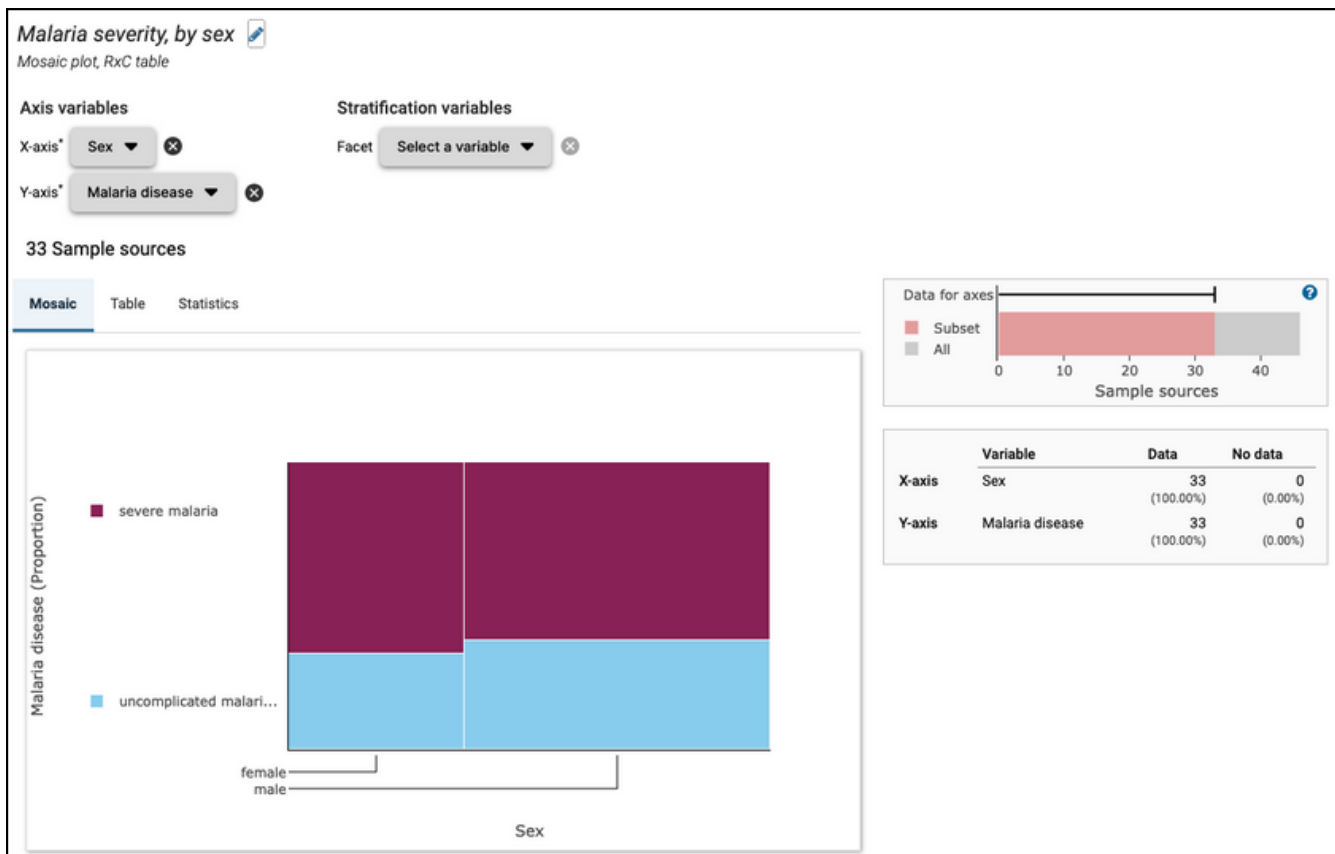 Malaria severity, by sex
Mosaic plot, RxC table
Axis variables
Stratification variables
X-axis* Sex
Facet Select a variable
Y-axis* Malaria disease
33 Sample sources
Mosaic Table Statistics
Data for axes
?
Subset
All
0 10 20 30 40
Sample sources
Variable Data No data
X-axis Sex 33 0
(100.00%) (0.00%)
Y-axis Malaria disease 33 0
(100.00%) (0.00%)
Malaria disease (Proportion)
severe malaria
uncomplicated malari...
female
male
Sex